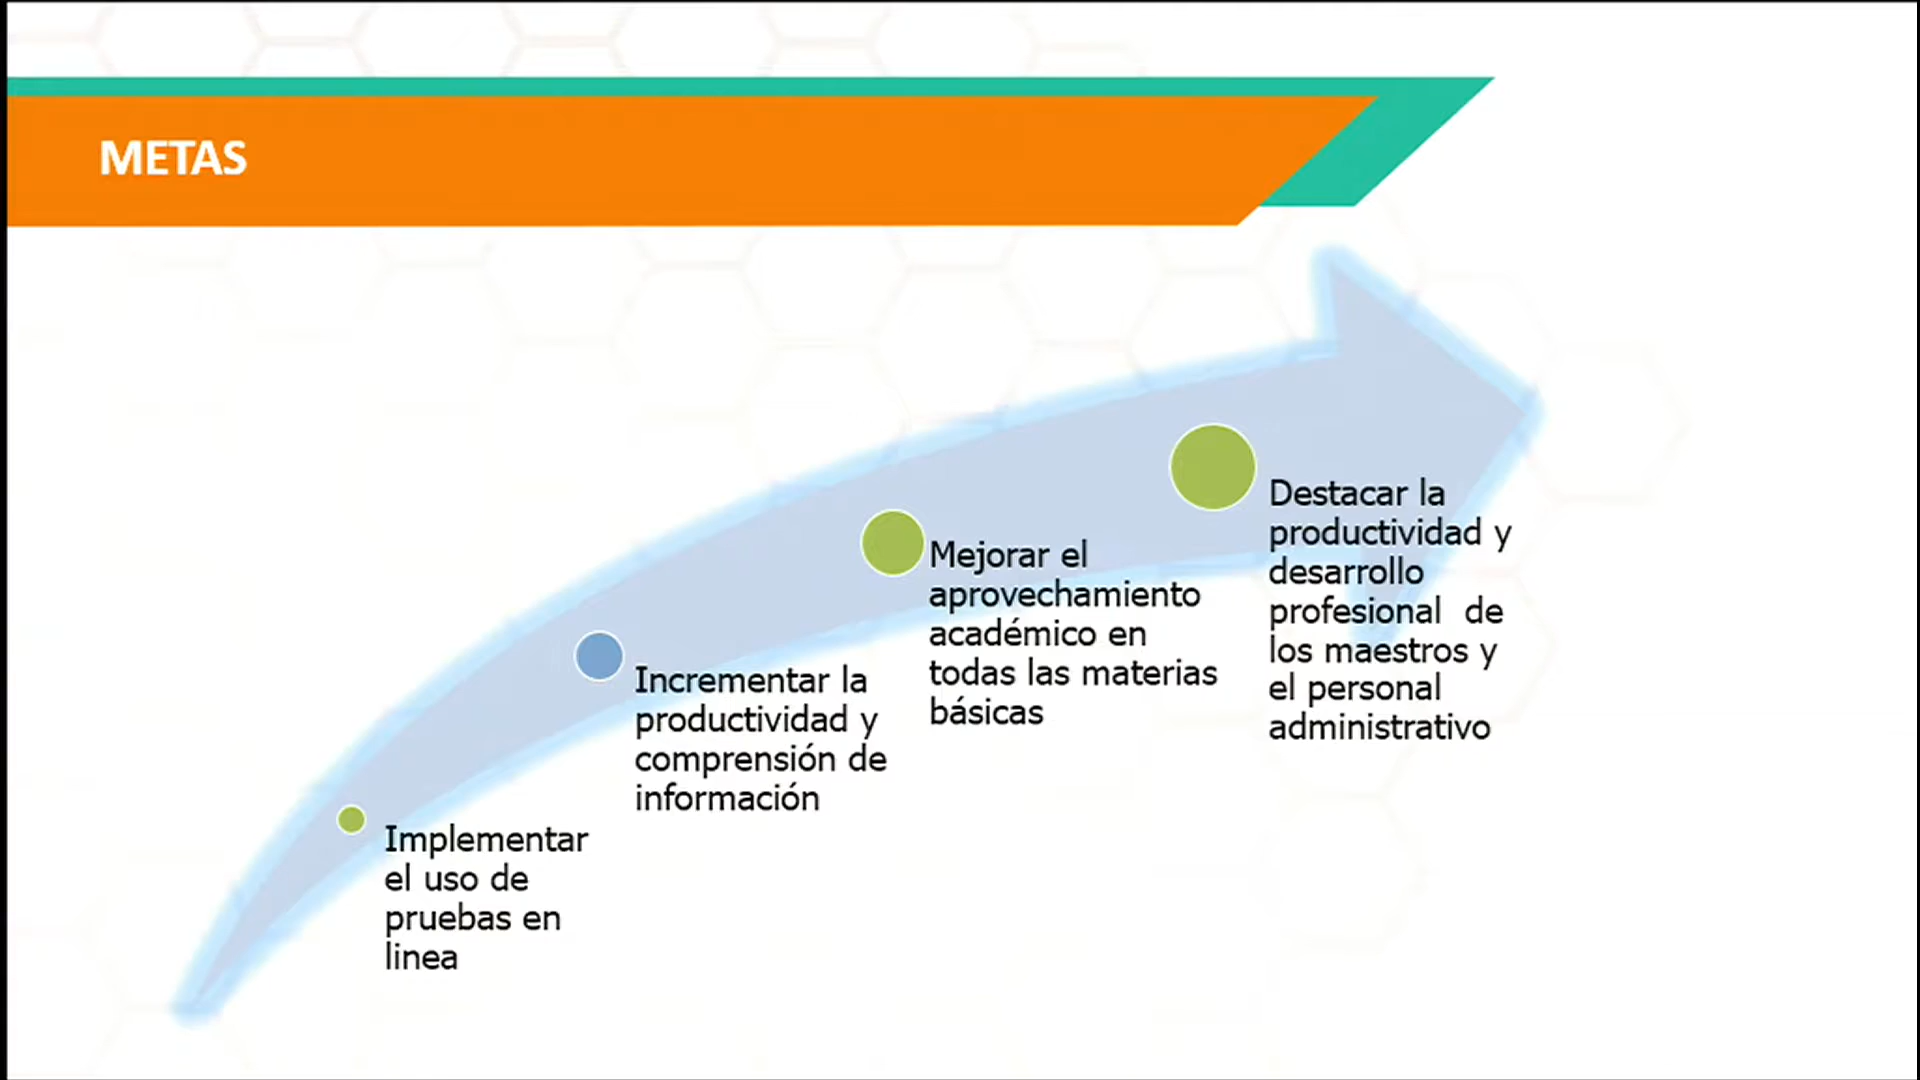 METAS
Implementar
el uso de
pruebas en
linea
Incrementar la
productividad y
comprensión de
información
Mejorar el
aprovechamiento
académico en
todas las materias
básicas
Destacar la
productividad y
desarrollo
profesional  de
los maestros y
el personal
administrativo